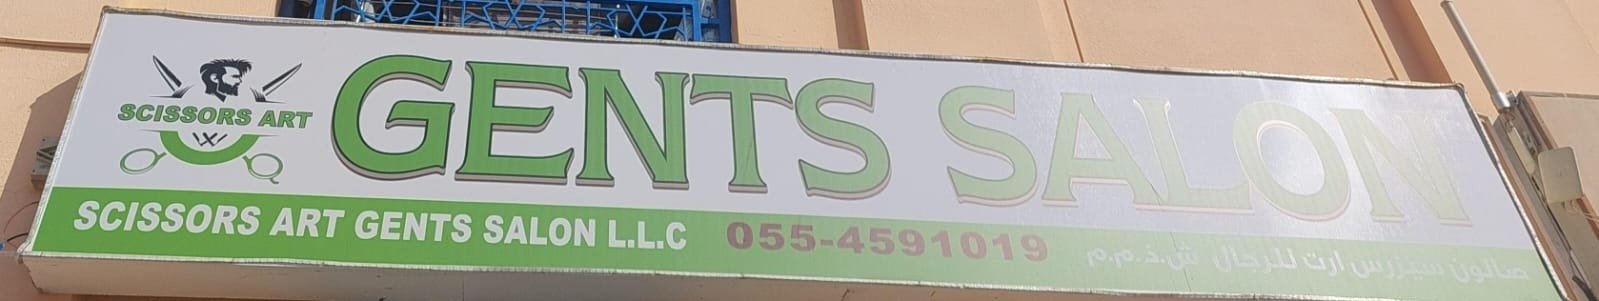 SCISSORS ART
GENTS SALON
SCISSORS ART GENTS SALON L.L.C 055-4591019 صالون سيزرس ارت للرجال ش.ذ.م.م